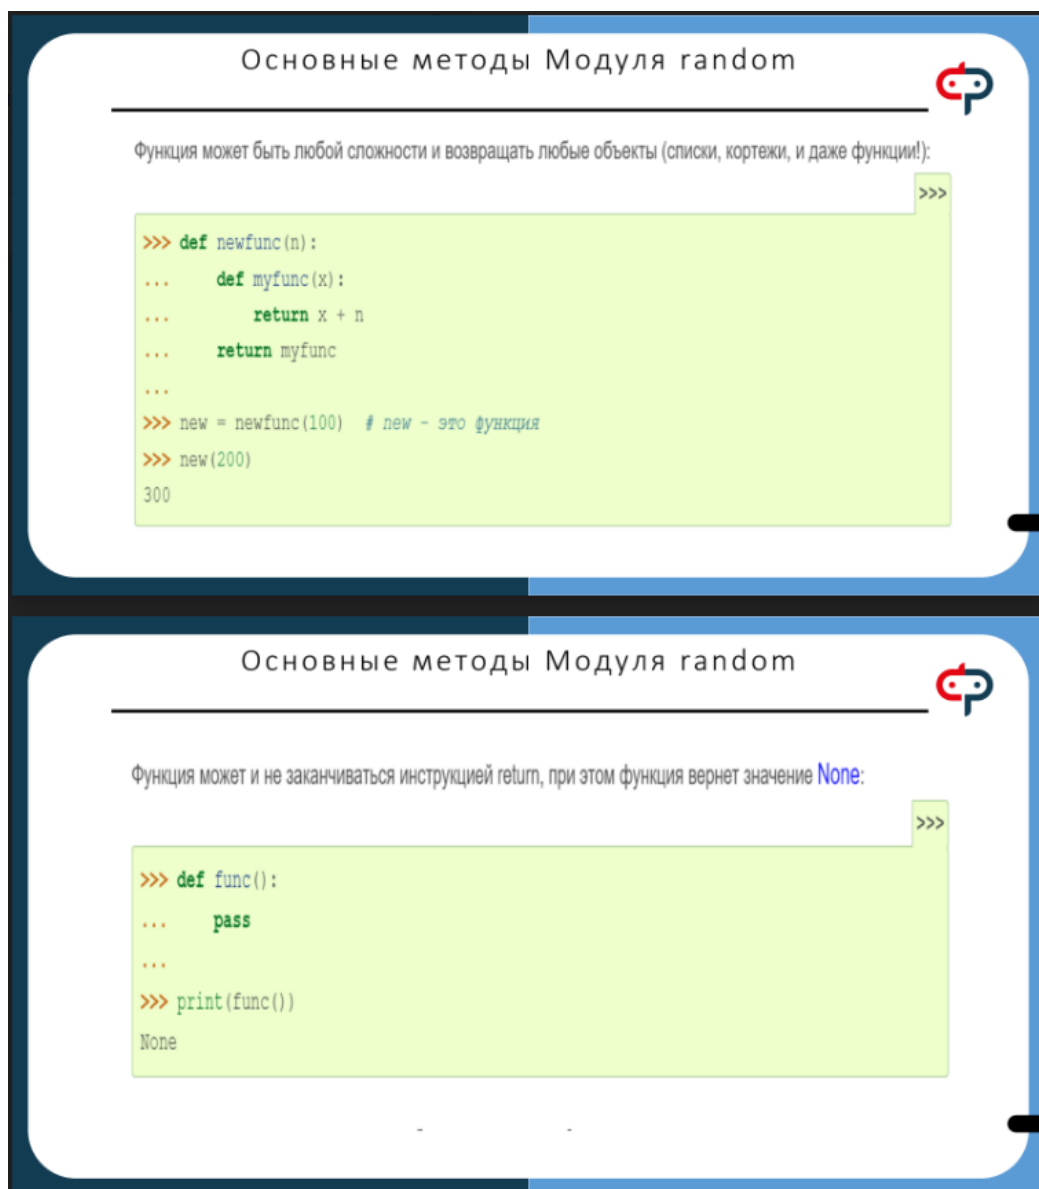 Основные методы Модуля random
Функция может быть любой сложности и возвращать любые объекты (списки, кортежи, и даже функции!):
>>>
>>> def newfunc(n):
...     def myfunc(x):
...         return x + n
...     return myfunc
...
>>> new = newfunc(100)  # new - это функция
>>> new(200)
300
Основные методы Модуля random
Функция может и не заканчиваться инструкцией return, при этом функция вернет значение None:
>>>
>>> def func():
...     pass
...
>>> print(func())
None